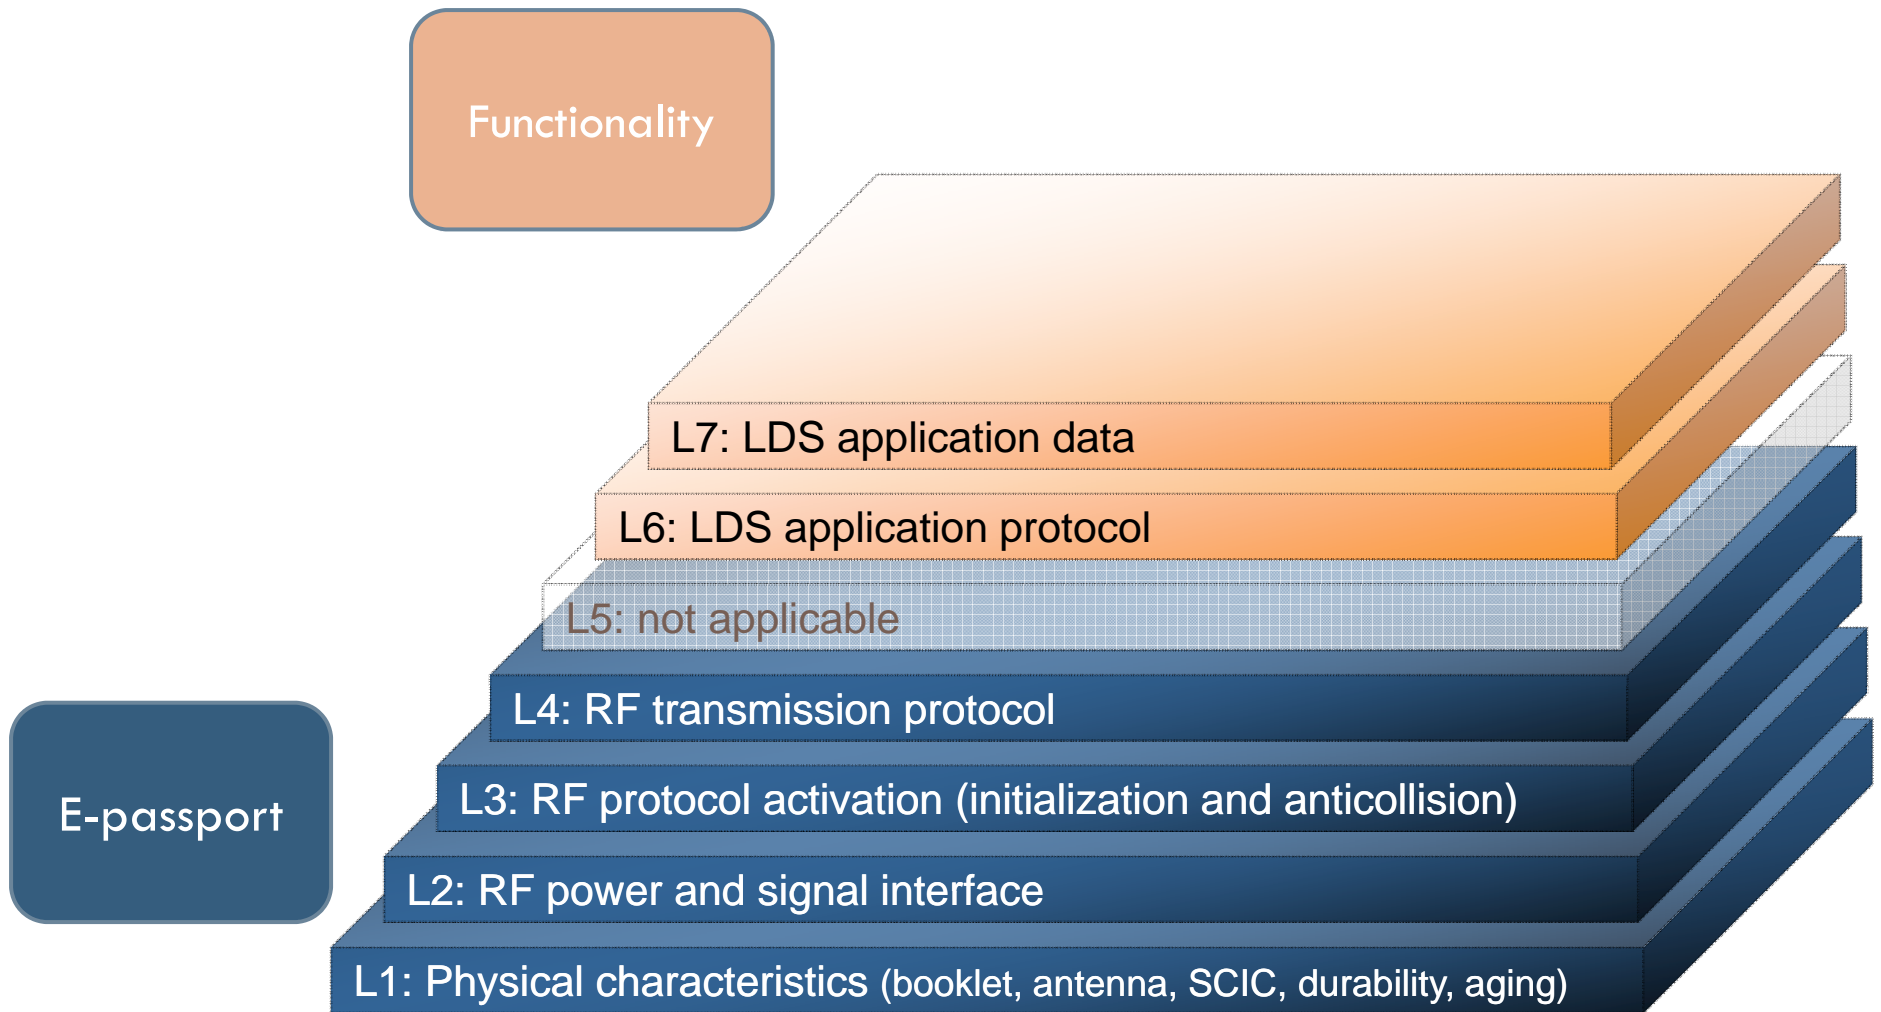 Functionality
L7: LDS application data
L6: LDS application protocol
L5: not applicable
L4: RF transmission protocol
L3: RF protocol activation (initialization and anticollision)
E-passport
L2: RF power and signal interface
L1: Physical characteristics (booklet, antenna, SCIC, durability, aging)